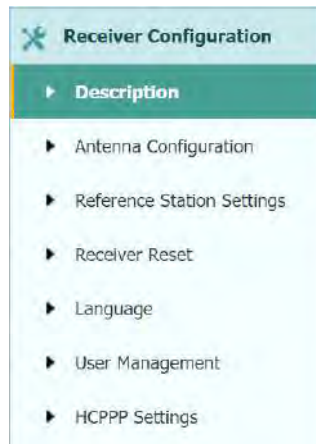 Receiver Configuration
Description
Antenna Configuration
Reference Station Settings
Receiver Reset
Language
User Management
HCPPP Settings